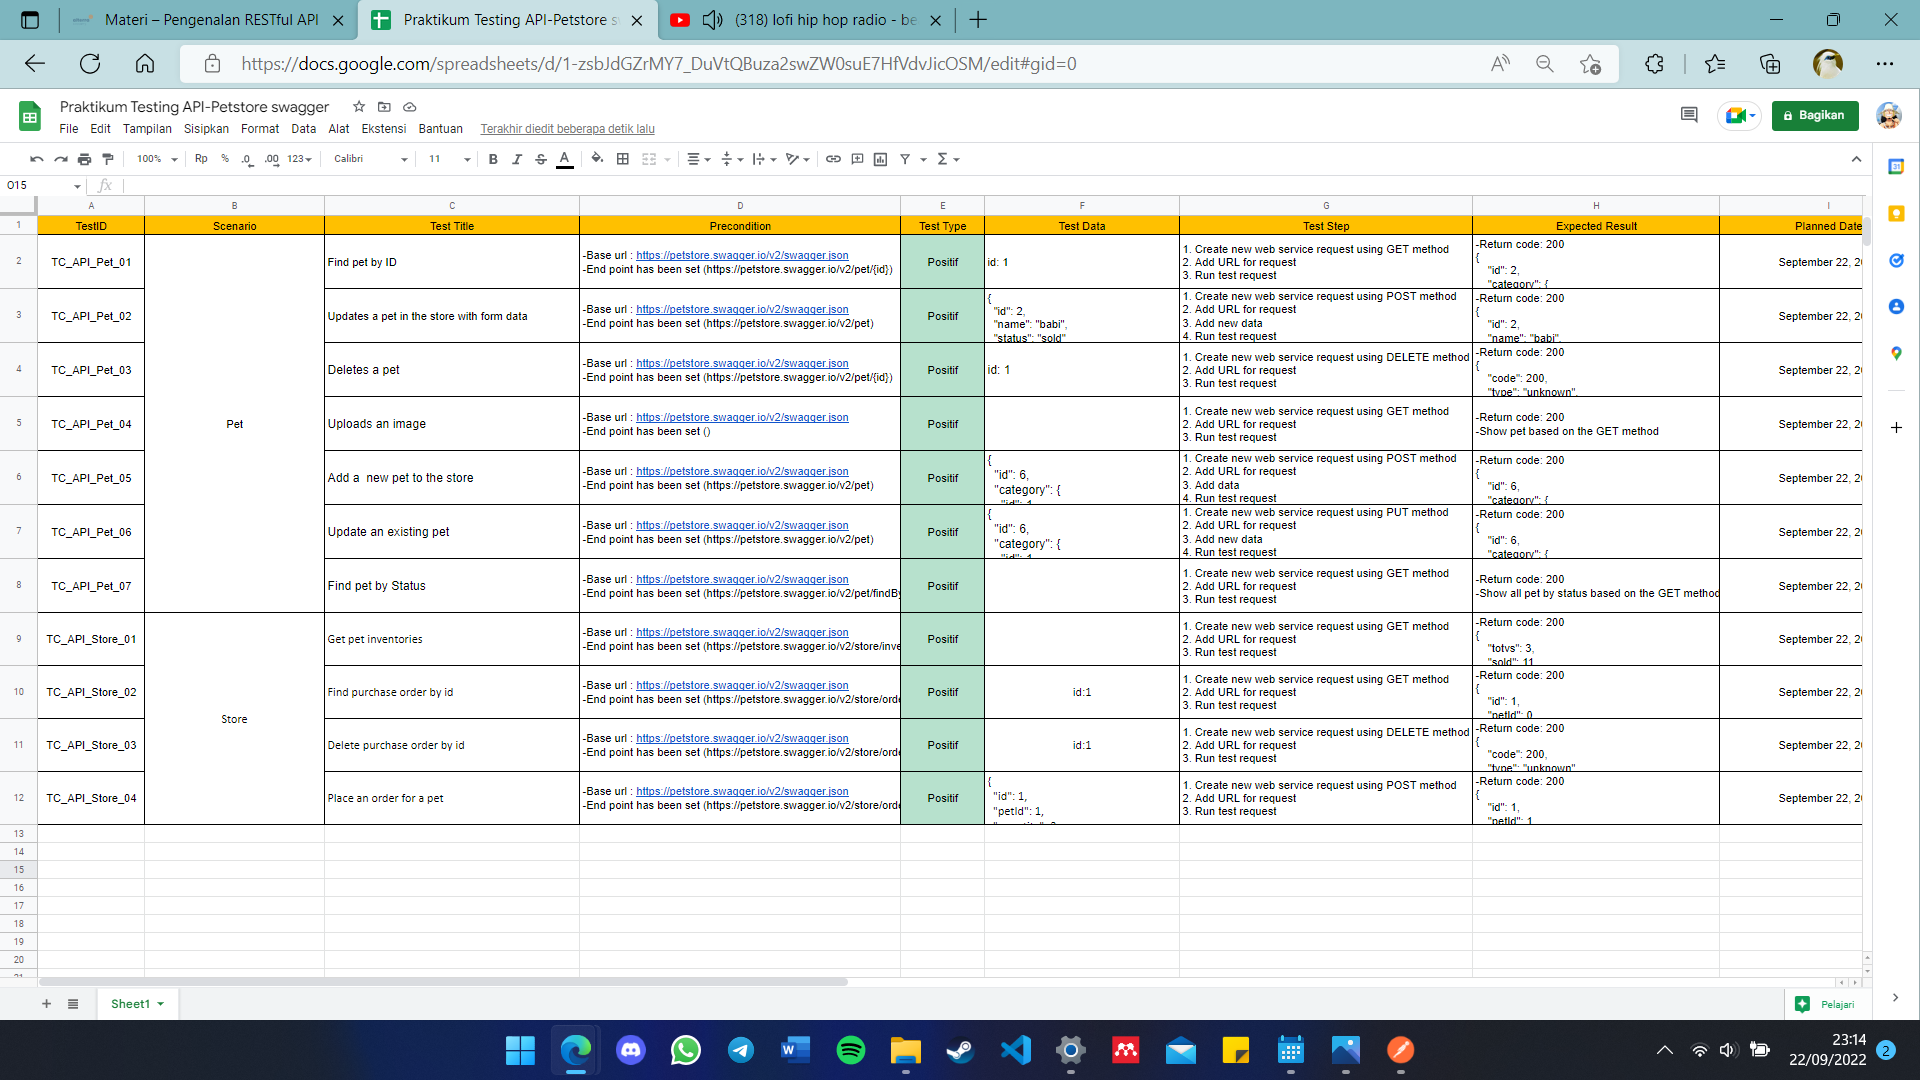 Materi – Pengenalan RESTful API
Praktikum Testing API-Petstore s
(318) lofi hip hop radio - be
https://docs.google.com/spreadsheets/d/1-zsbJdGZrMY7_DuVtQBuza2swZW0suE7HfVdvJicOSM/edit#gid=0
Praktikum Testing API-Petstore swagger
File Edit Tampilan Sisipkan Format Data Alat Ekstensi Bantuan Terakhir diedit beberapa detik lalu
Bagikan
100% Rp % .0 .00 123 Calibri 11 B I S A
O15 fx
A B C D E F G H I
1 TestID Scenario Test Title Precondition Test Type Test Data Test Step Expected Result Planned Date
2 TC_API_Pet_01 Find pet by ID Positif id: 1 September 22, 20
-Base url : https://petstore.swagger.io/v2/swagger.json
-End point has been set (https://petstore.swagger.io/v2/pet/{id})
1. Create new web service request using GET method
2. Add URL for request
3. Run test request
-Return code: 200
{
"id": 2,
"category": {
3 TC_API_Pet_02 Updates a pet in the store with form data Positif September 22, 20
-Base url : https://petstore.swagger.io/v2/swagger.json
-End point has been set (https://petstore.swagger.io/v2/pet)
{
"id": 2,
"name": "babi",
"status": "sold"
1. Create new web service request using POST method
2. Add URL for request
3. Add new data
4. Run test request
-Return code: 200
{
"id": 2,
"name": "babi",
4 TC_API_Pet_03 Deletes a pet Positif id: 1 September 22, 20
-Base url : https://petstore.swagger.io/v2/swagger.json
-End point has been set (https://petstore.swagger.io/v2/pet/{id})
1. Create new web service request using DELETE method
2. Add URL for request
3. Run test request
-Return code: 200
{
"code": 200,
"type": "unknown",
5 TC_API_Pet_04 Pet Uploads an image Positif September 22, 20
-Base url : https://petstore.swagger.io/v2/swagger.json
-End point has been set ()
1. Create new web service request using GET method
2. Add URL for request
3. Run test request
-Return code: 200
-Show pet based on the GET method
6 TC_API_Pet_05 Add a  new pet to the store Positif September 22, 20
-Base url : https://petstore.swagger.io/v2/swagger.json
-End point has been set (https://petstore.swagger.io/v2/pet)
{
"id": 6,
"category": {
"id": 1
1. Create new web service request using POST method
2. Add URL for request
3. Add data
4. Run test request
-Return code: 200
{
"id": 6,
"category": {
7 TC_API_Pet_06 Update an existing pet Positif September 22, 20
-Base url : https://petstore.swagger.io/v2/swagger.json
-End point has been set (https://petstore.swagger.io/v2/pet)
{
"id": 6,
"category": {
"id": 1
1. Create new web service request using PUT method
2. Add URL for request
3. Add new data
4. Run test request
-Return code: 200
{
"id": 6,
"category": {
8 TC_API_Pet_07 Find pet by Status Positif September 22, 20
-Base url : https://petstore.swagger.io/v2/swagger.json
-End point has been set (https://petstore.swagger.io/v2/pet/findBy
1. Create new web service request using GET method
2. Add URL for request
3. Run test request
-Return code: 200
-Show all pet by status based on the GET method
9 TC_API_Store_01 Get pet inventories Positif September 22, 20
-Base url : https://petstore.swagger.io/v2/swagger.json
-End point has been set (https://petstore.swagger.io/v2/store/inve
1. Create new web service request using GET method
2. Add URL for request
3. Run test request
-Return code: 200
{
"totvs": 3,
"sold": 11
10 TC_API_Store_02 Store Find purchase order by id Positif id:1 September 22, 20
-Base url : https://petstore.swagger.io/v2/swagger.json
-End point has been set (https://petstore.swagger.io/v2/store/orde
1. Create new web service request using GET method
2. Add URL for request
3. Run test request
-Return code: 200
{
"id": 1,
"petId": 0
11 TC_API_Store_03 Delete purchase order by id Positif id:1 September 22, 20
-Base url : https://petstore.swagger.io/v2/swagger.json
-End point has been set (https://petstore.swagger.io/v2/store/orde
1. Create new web service request using DELETE method
2. Add URL for request
3. Run test request
-Return code: 200
{
"code": 200,
"type": "unknown"
12 TC_API_Store_04 Place an order for a pet Positif September 22, 20
-Base url : https://petstore.swagger.io/v2/swagger.json
-End point has been set (https://petstore.swagger.io/v2/store/orde
{
"id": 1,
"petId": 1,
1. Create new web service request using POST method
2. Add URL for request
3. Run test request
-Return code: 200
{
"id": 1,
"petId": 1
13
14
15
16
17
18
19
20
Sheet1
Pelajari
23:14
22/09/2022
2